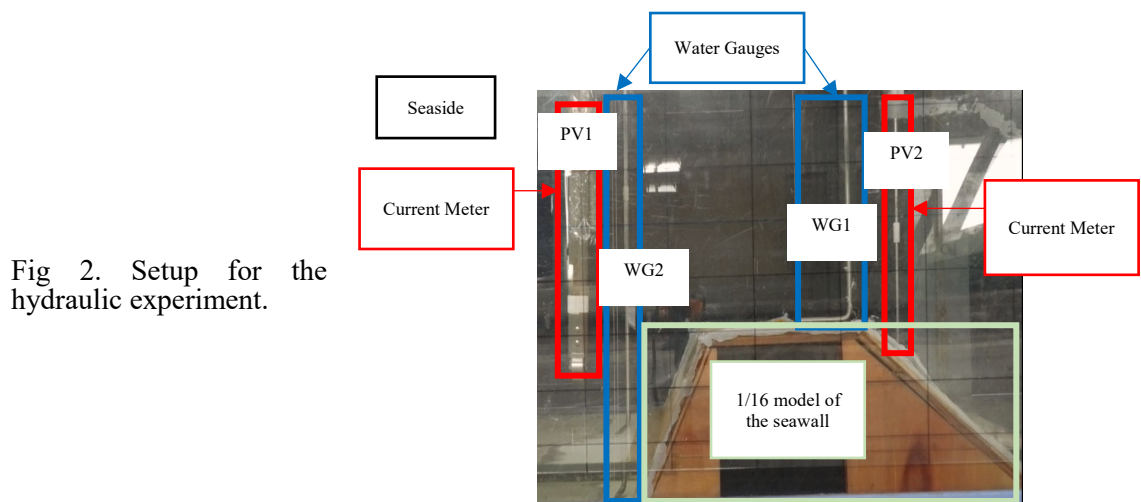 Water Gauges
Seaside
PV1
PV2
Current Meter
WG1
Current Meter
WG2
Fig 2. Setup for the
hydraulic experiment.
1/16 model of
the seawall